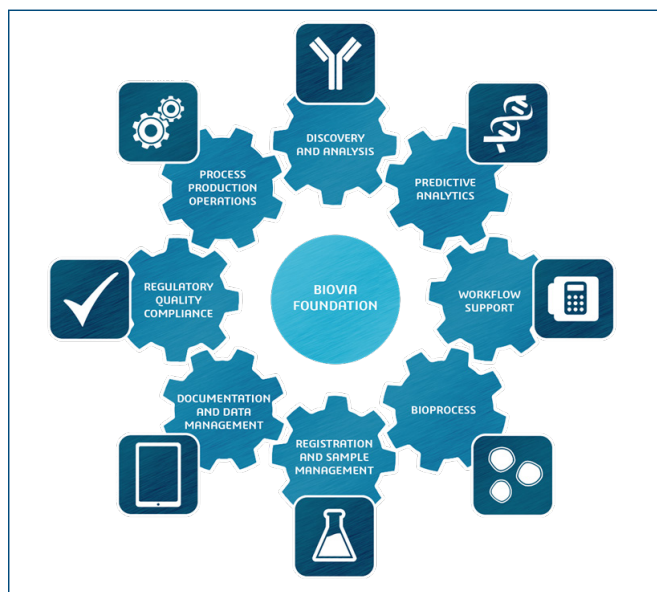 DISCOVERY
AND ANALYSIS
PREDICTIVE
ANALYTICS
WORKFLOW
SUPPORT
BIOPROCESS
REGISTRATION
AND SAMPLE
MANAGEMENT
DOCUMENTATION
AND DATA
MANAGEMENT
REGULATORY
QUALITY
COMPLIANCE
PROCESS
PRODUCTION
OPERATIONS
BIOVIA
FOUNDATION